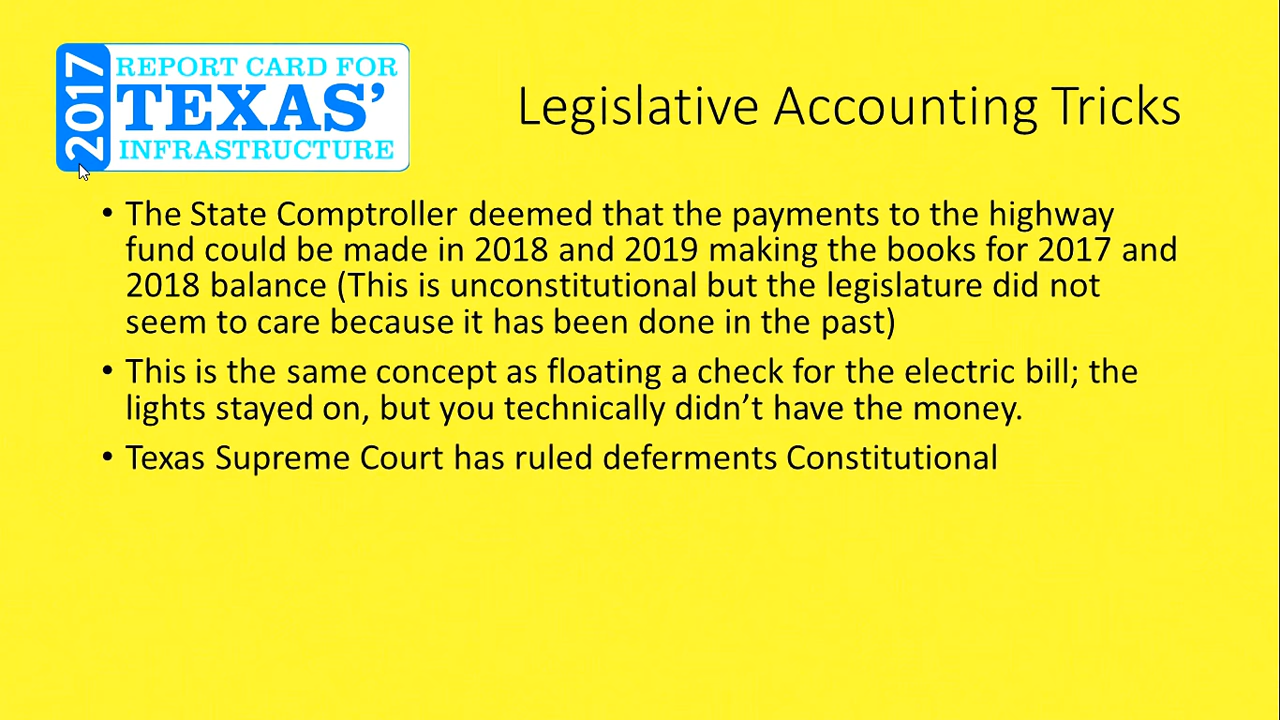 2017
REPORT CARD FOR
TEXAS’
INFRASTRUCTURE
Legislative Accounting Tricks
• The State Comptroller deemed that the payments to the highway
fund could be made in 2018 and 2019 making the books for 2017 and
2018 balance (This is unconstitutional but the legislature did not
seem to care because it has been done in the past)
• This is the same concept as floating a check for the electric bill; the
lights stayed on, but you technically didn’t have the money.
• Texas Supreme Court has ruled deferments Constitutional